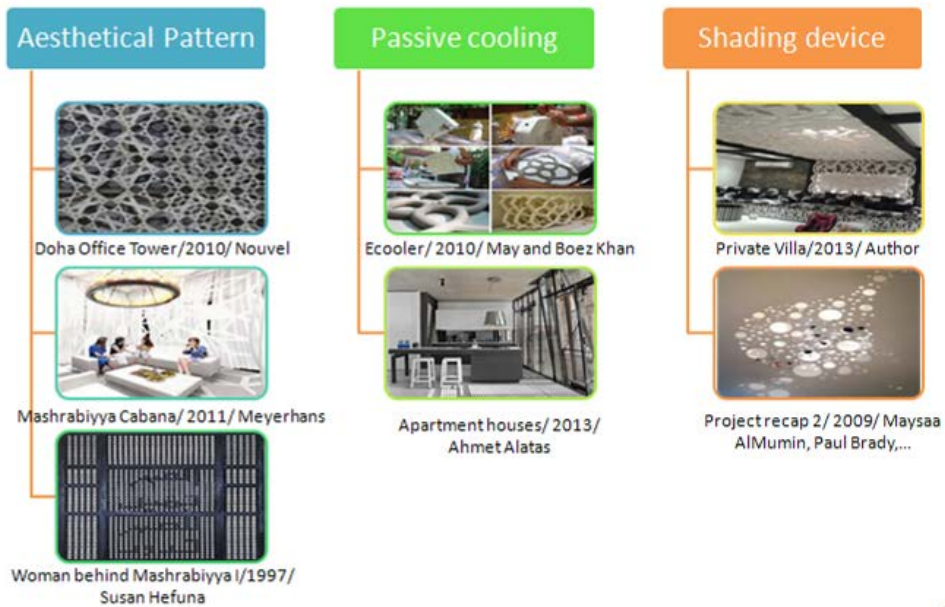 Aesthetical Pattern
Doha Office Tower/2010/ Nouvel
Mashrabiyya Cabana/ 2011/ Meyerhans
Woman behind Mashrabiyya I/1997/
Susan Hefuna
Passive cooling
Ecooler/ 2010/ May and Boez Khan
Apartment houses/ 2013/
Ahmet Alatas
Shading device
Private Villa/2013/ Author
Project recap 2/ 2009/ Maysaa
AlMumin, Paul Brady,...